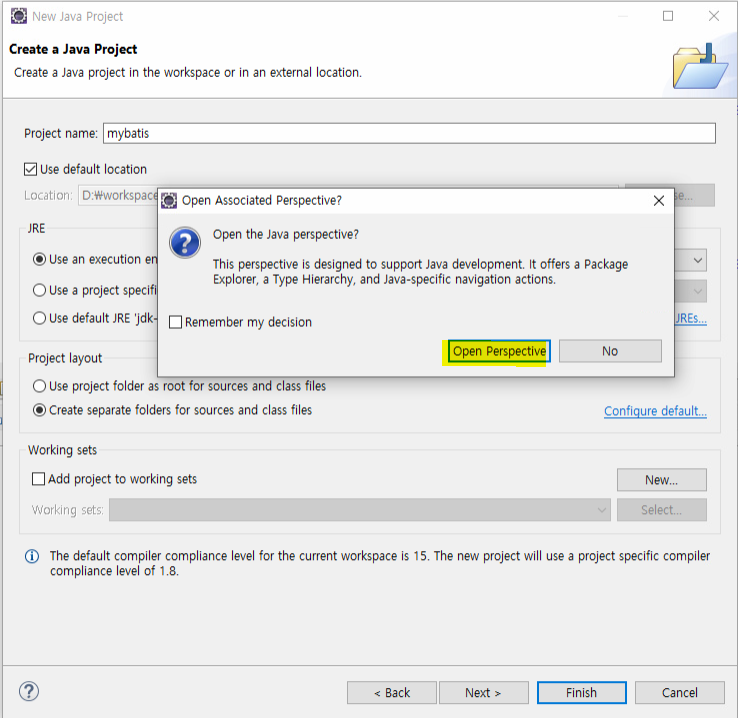 New Java Project
Create a Java Project
Create a Java project in the workspace or in an external location.
Project name: mybatis
Use default location
Location: D:₩workspace
Open Associated Perspective?
Open the Java perspective?
This perspective is designed to support Java development. It offers a Package
Explorer, a Type Hierarchy, and Java-specific navigation actions.
Remember my decision
Open Perspective No
JRE
Use an execution en
Use a project specifi
Use default JRE 'jdk- JREs...
Project layout
Use project folder as root for sources and class files
Create separate folders for sources and class files Configure default...
Working sets
Add project to working sets New...
Working sets: Select...
The default compiler compliance level for the current workspace is 15. The new project will use a project specific compiler
compliance level of 1.8.
? < Back Next > Finish Cancel